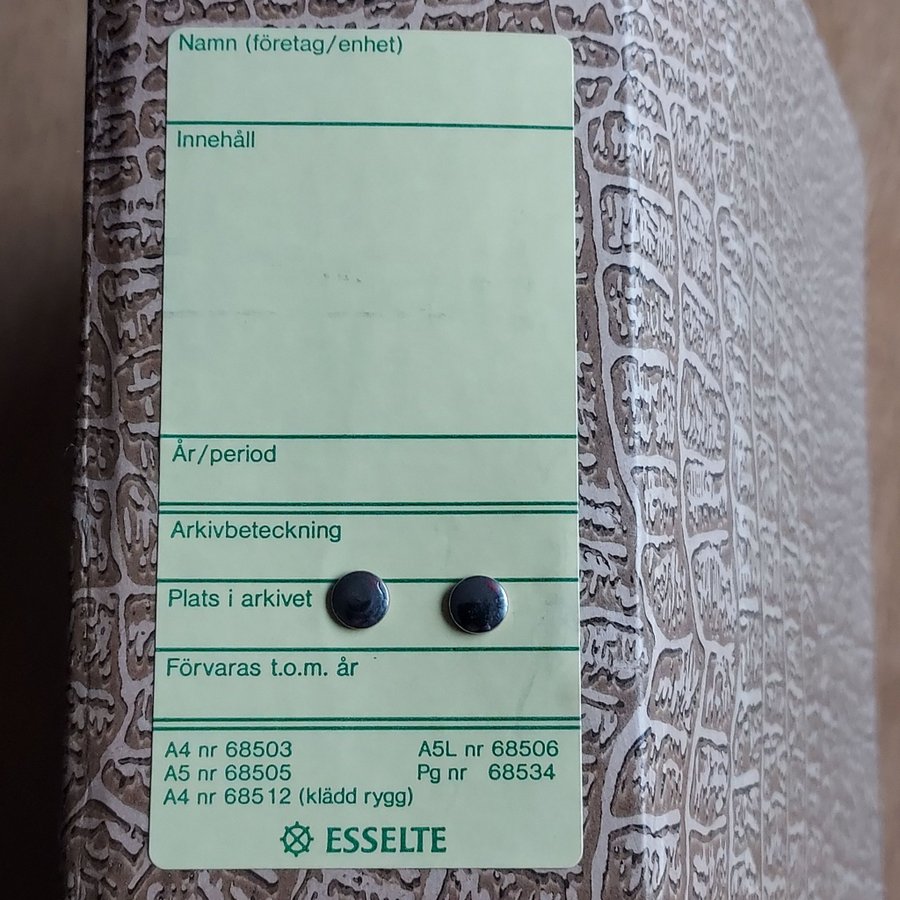 Namn (företag/enhet)
Innehåll
År/period
Arkivbeteckning
Plats i arkivet
Förvaras t.o.m. år
A4 nr 68503 A5L nr 68506
A5 nr 68505 Pg nr 68534
A4 nr 68512 (klädd rygg)
ESSELTE